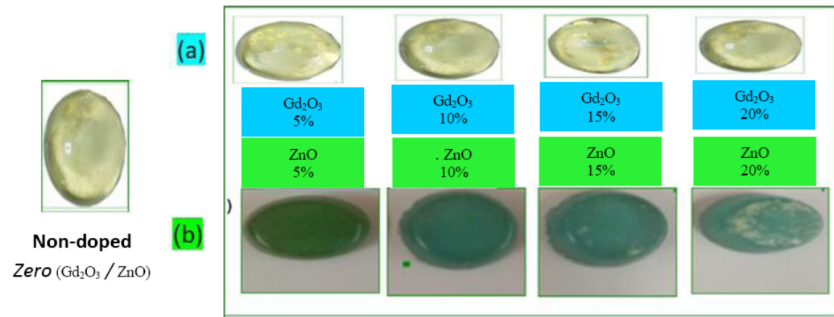 (a)
Gd₂O₃
5%
Gd₂O₃
10%
Gd₂O₃
15%
Gd₂O₃
20%
ZnO
5%
. ZnO
10%
ZnO
15%
ZnO
20%
)
(b)
Non-doped
Zero (Gd₂O₃ / ZnO)